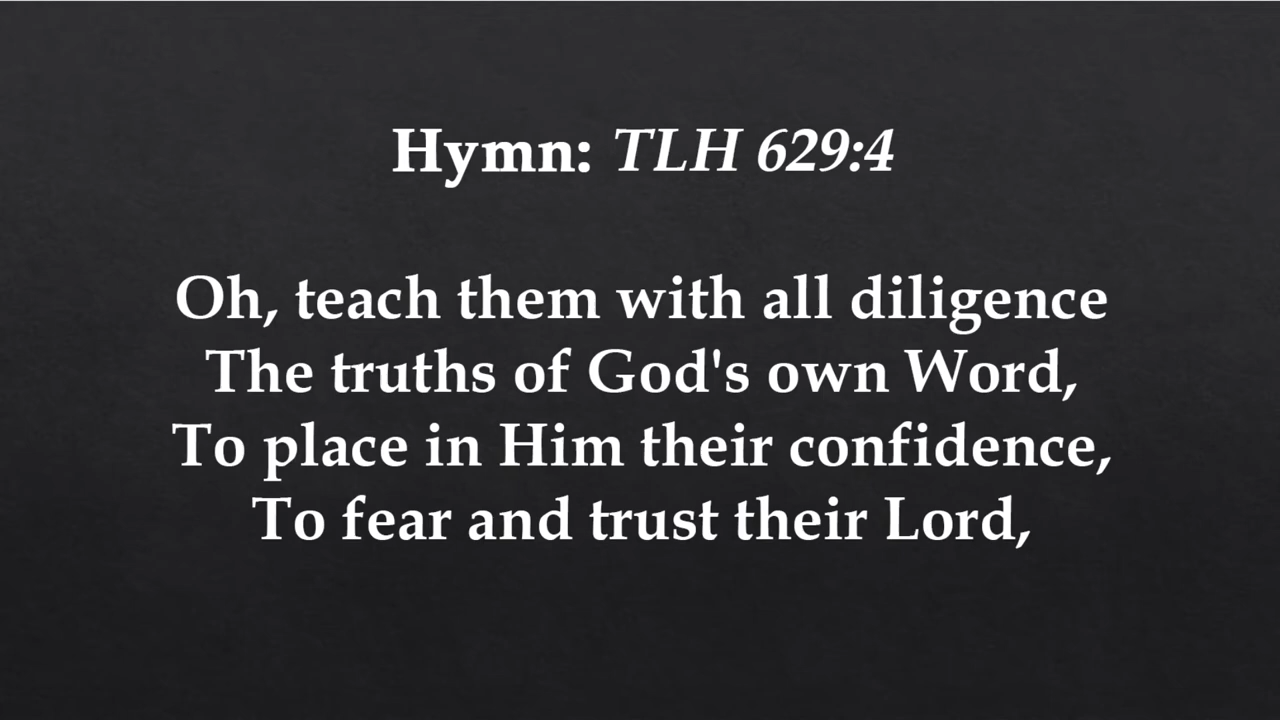 Hymn: TLH 629:4
Oh, teach them with all diligence
The truths of God's own Word,
To place in Him their confidence,
To fear and trust their Lord,